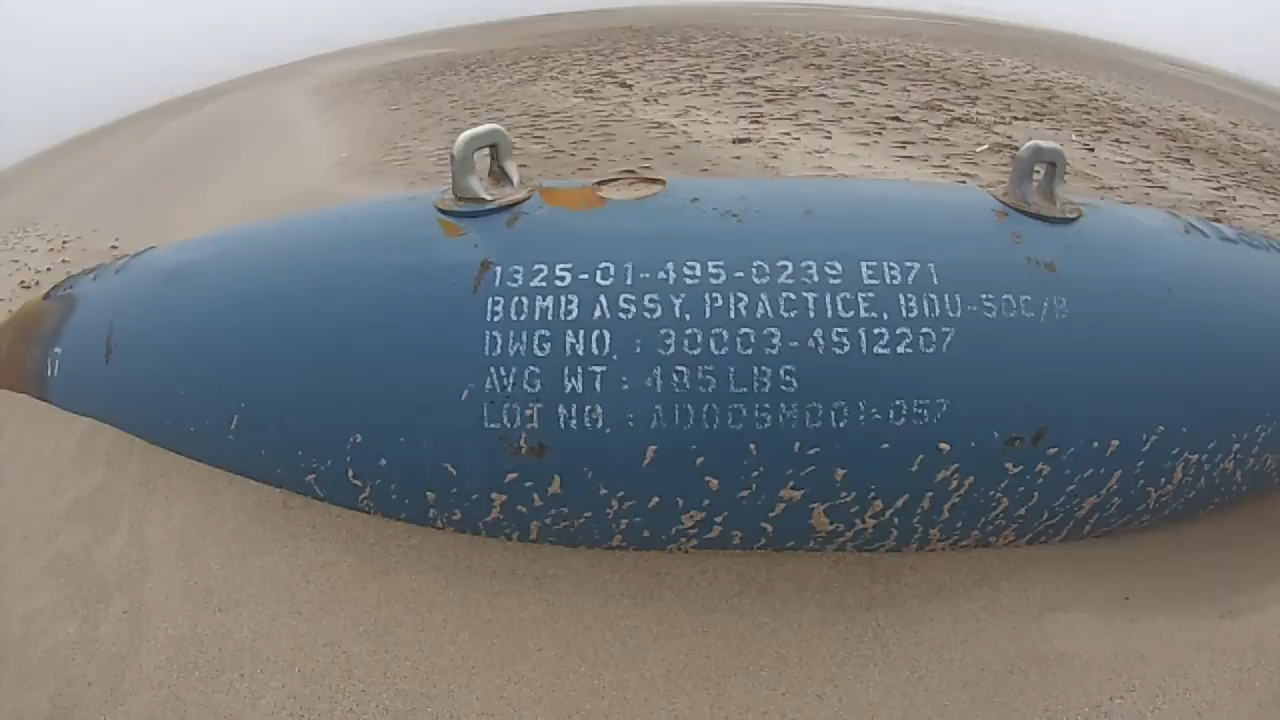 1325-01-495-0239 EB71
BOMB ASSY, PRACTICE, BDU-50C/B
DWG NO. : 30003-4512207
AVG WT : 495 LBS
LOT NO. : AD006M001-057